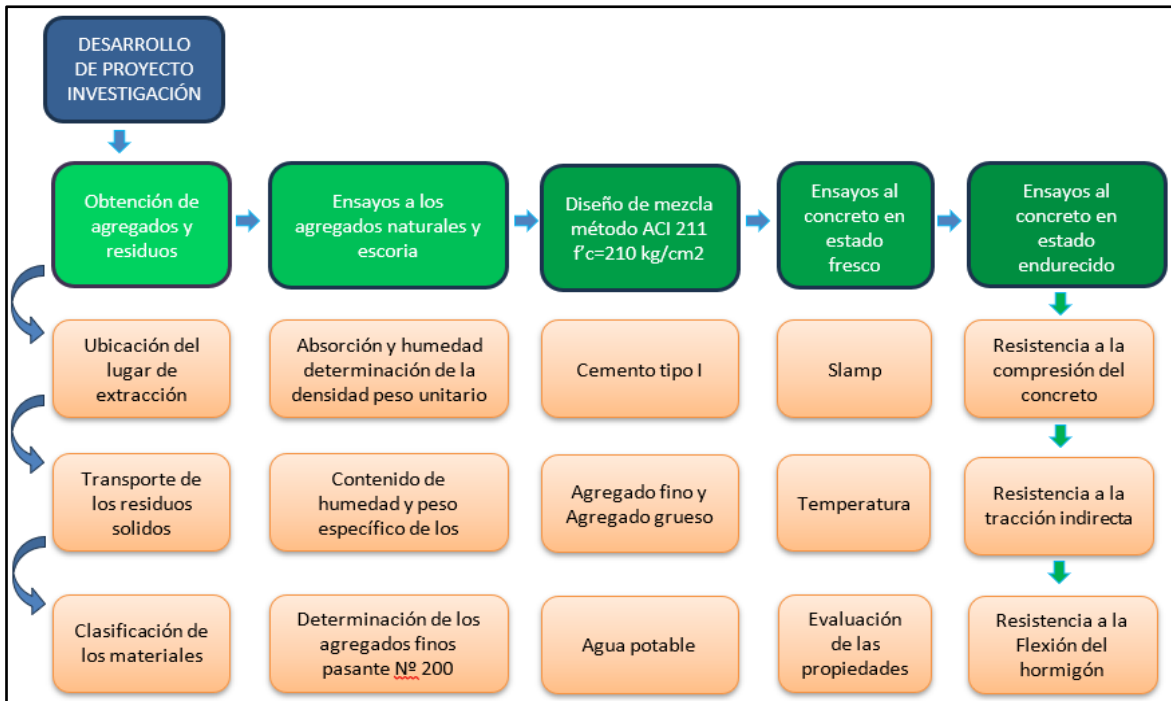 DESARROLLO
DE PROYECTO
INVESTIGACIÓN
Obtención de
agregados y
residuos
Ensayos a los
agregados naturales y
escoria
Diseño de mezcla
método ACI 211
f’c=210 kg/cm2
Ensayos al
concreto en
estado
fresco
Ensayos al
concreto en
estado
endurecido
Ubicación del
lugar de
extracción
Absorción y humedad
determinación de la
densidad peso unitario
Cemento tipo I
Slamp
Resistencia a la
compresión del
concreto
Transporte de
los residuos
solidos
Contenido de
humedad y peso
específico de los
Agregado fino y
Agregado grueso
Temperatura
Resistencia a la
tracción indirecta
Clasificación de
los materiales
Determinación de los
agregados finos
pasante Nº 200
Agua potable
Evaluación
de las
propiedades
Resistencia a la
Flexión del
hormigón